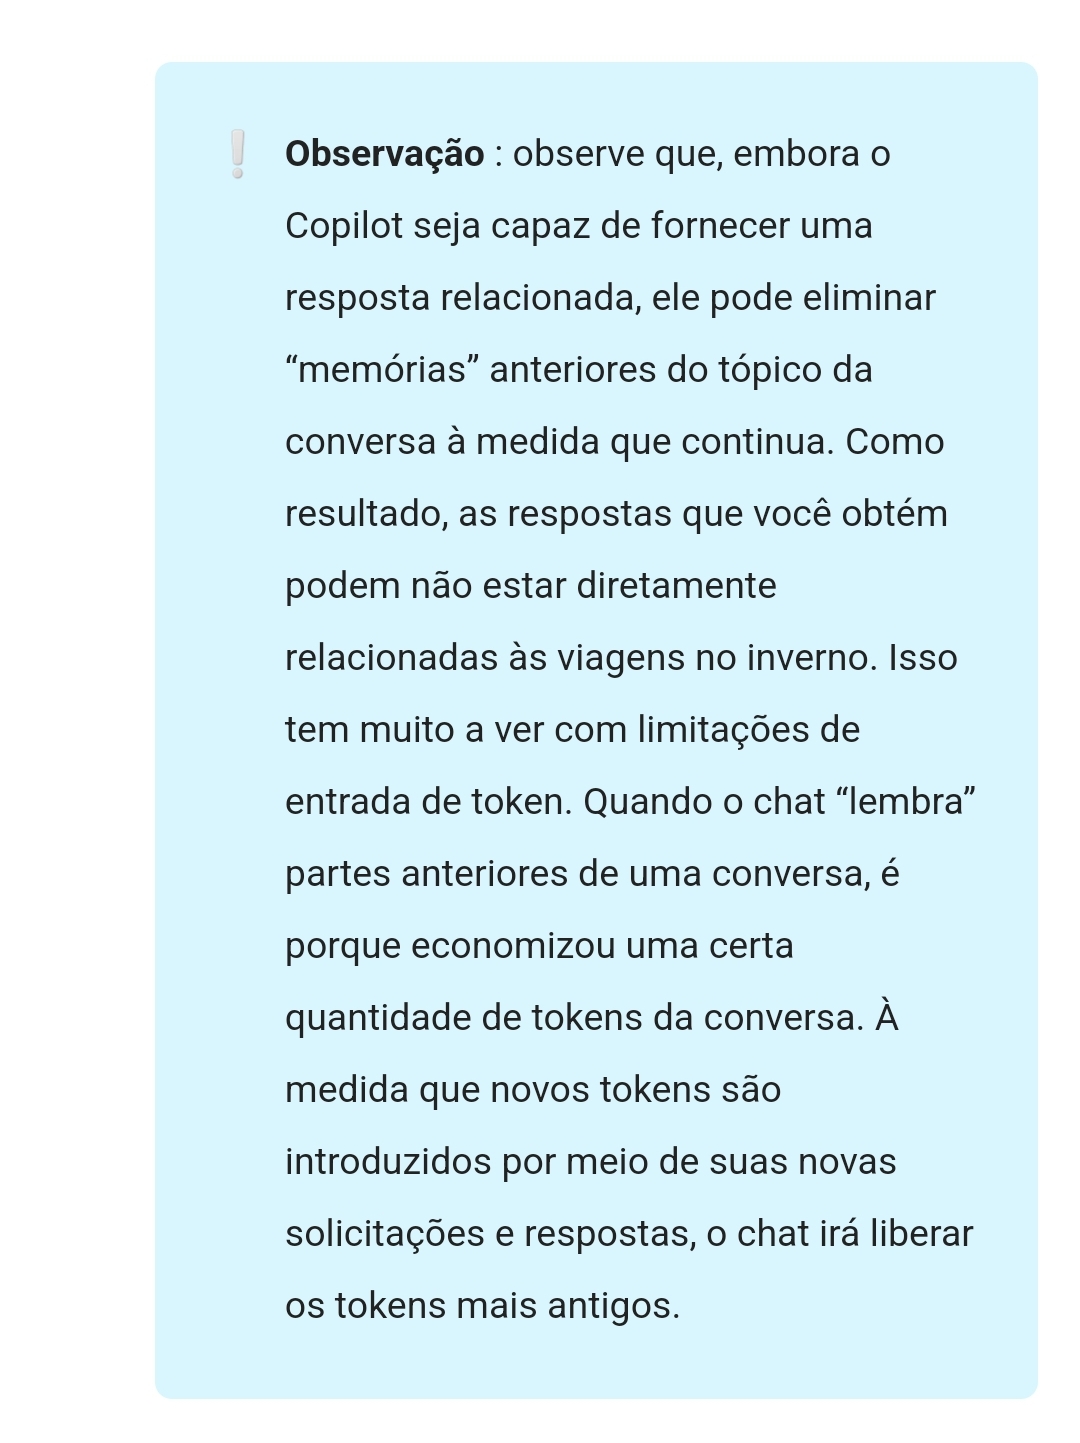 ❕ Observação : observe que, embora o
Copilot seja capaz de fornecer uma
resposta relacionada, ele pode eliminar
“memórias” anteriores do tópico da
conversa à medida que continua. Como
resultado, as respostas que você obtém
podem não estar diretamente
relacionadas às viagens no inverno. Isso
tem muito a ver com limitações de
entrada de token. Quando o chat “lembra”
partes anteriores de uma conversa, é
porque economizou uma certa
quantidade de tokens da conversa. À
medida que novos tokens são
introduzidos por meio de suas novas
solicitações e respostas, o chat irá liberar
os tokens mais antigos.